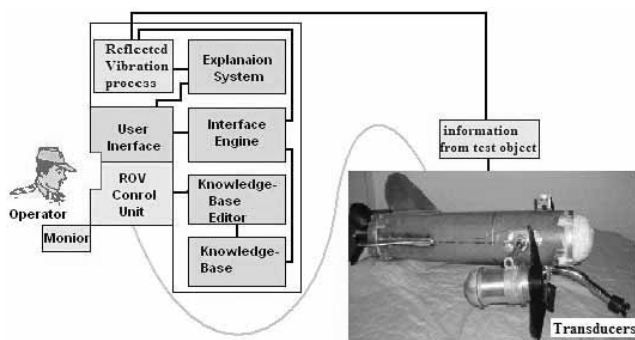 Reflected
Vibration
process
Explanaion
System
User
Inerface
Interface
Engine
information
from test object
ROV
Conrol
Unit
Knowledge-
Base
Editor
Operator
Monior
Knowledge-
Base
Transducers